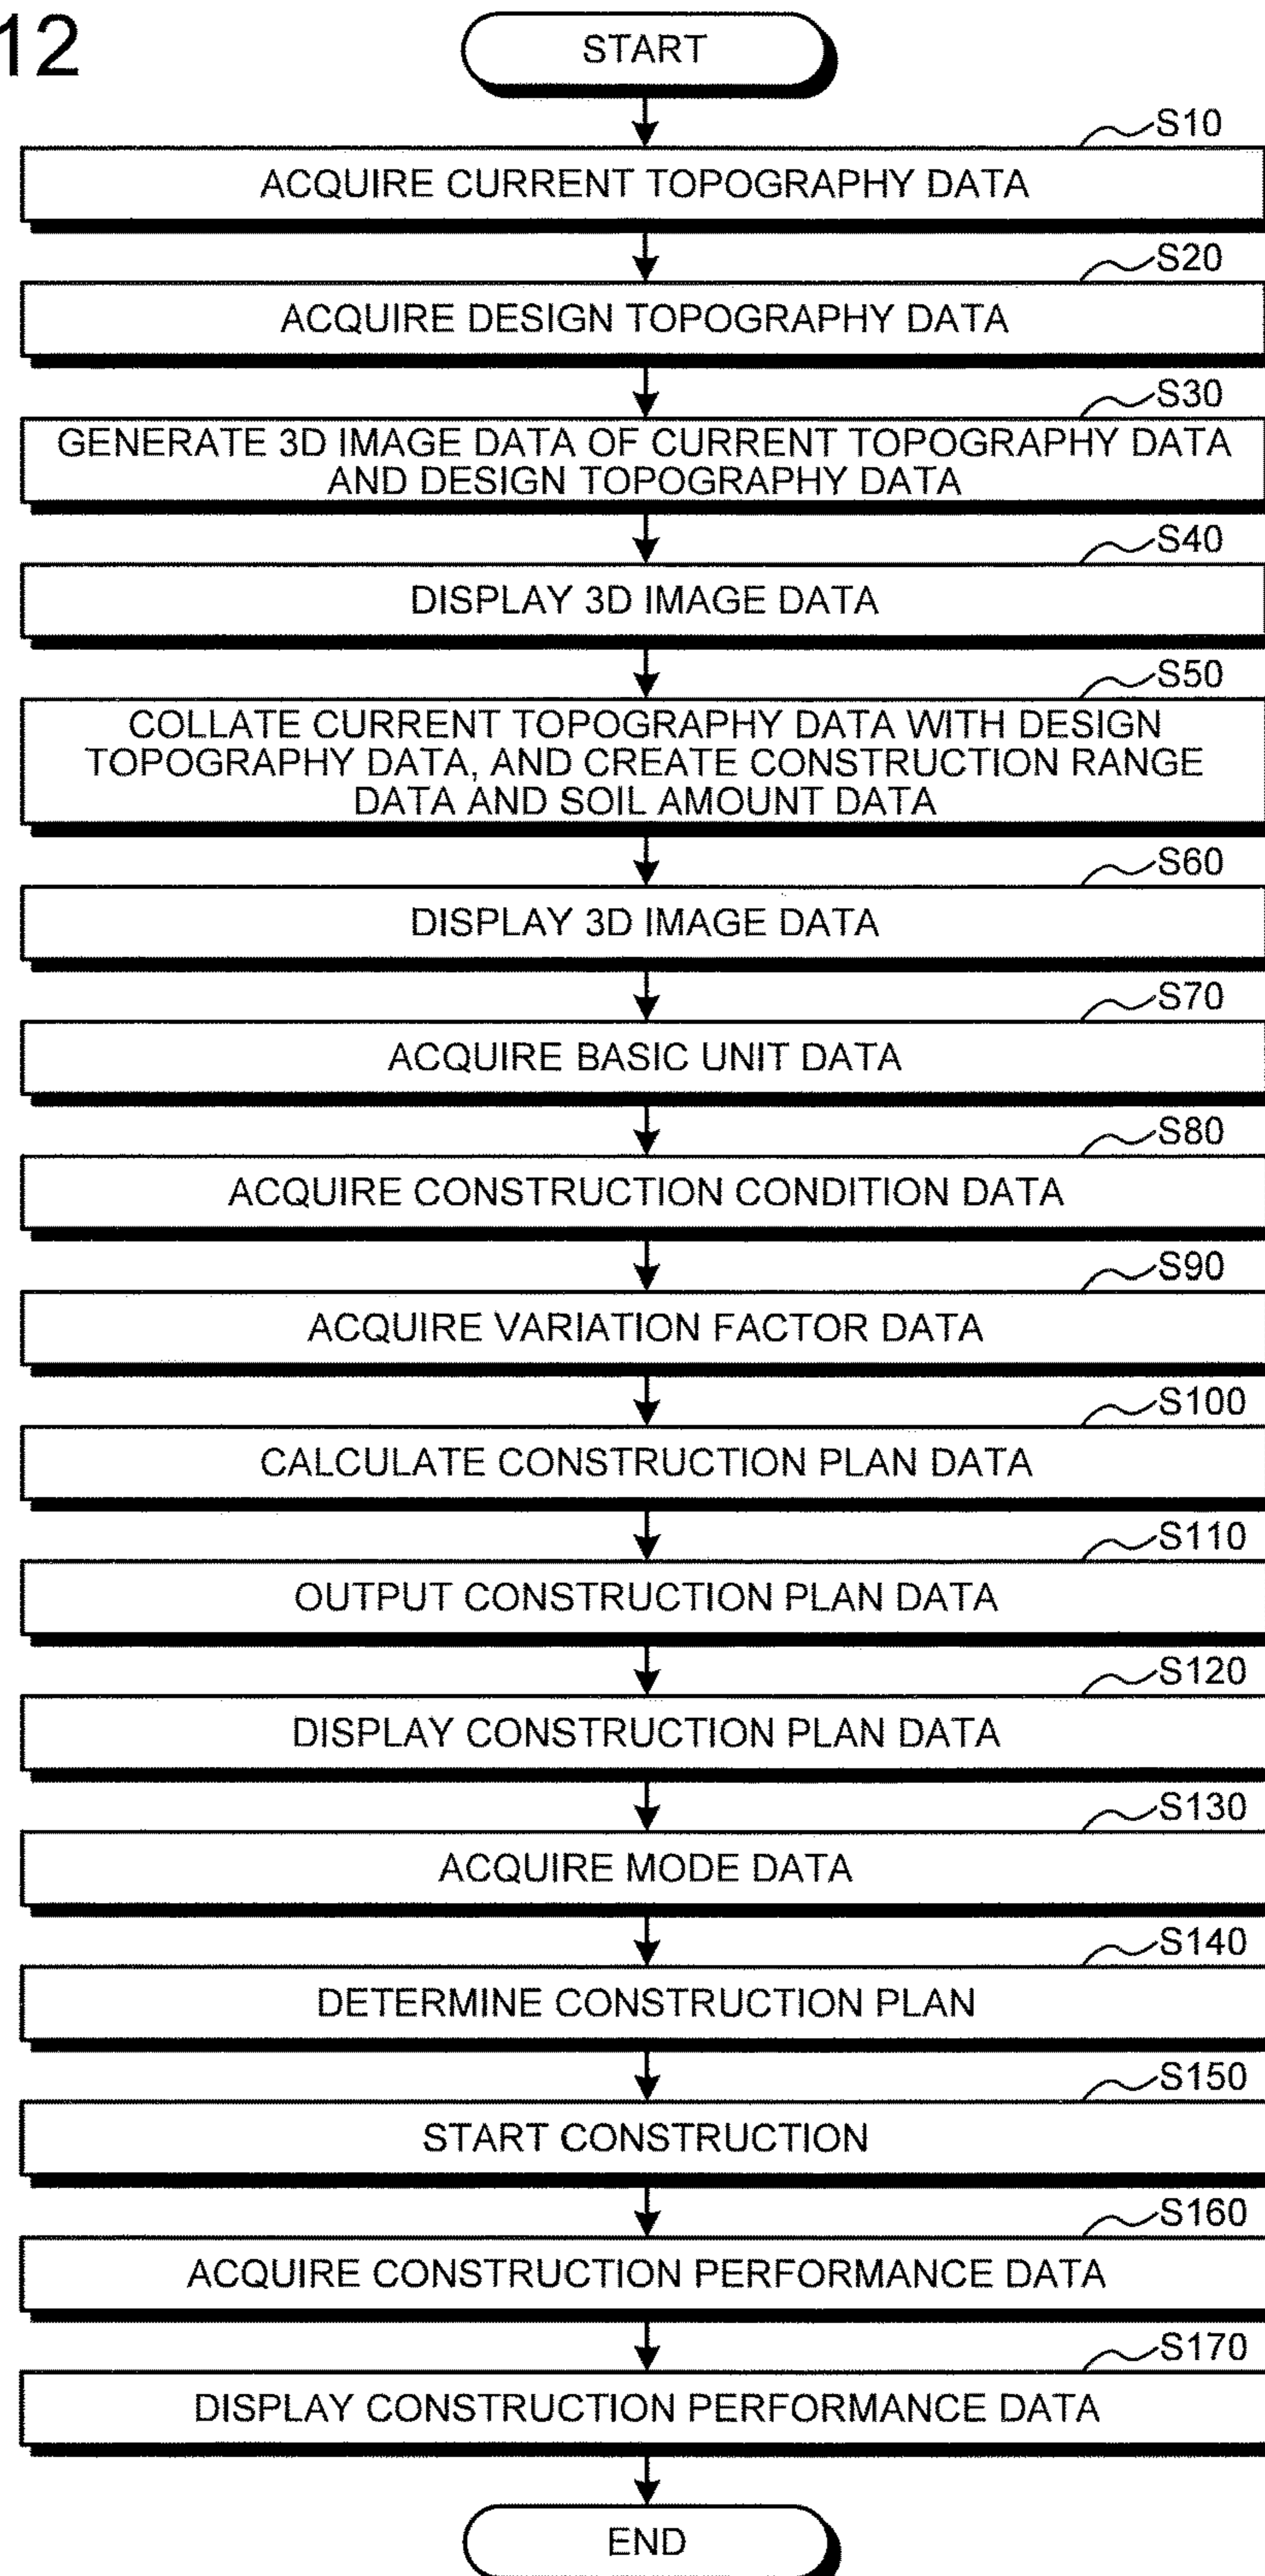 12
START
S10
ACQUIRE CURRENT TOPOGRAPHY DATA
S20
ACQUIRE DESIGN TOPOGRAPHY DATA
S30
GENERATE 3D IMAGE DATA OF CURRENT TOPOGRAPHY DATA
AND DESIGN TOPOGRAPHY DATA
S40
DISPLAY 3D IMAGE DATA
S50
COLLATE CURRENT TOPOGRAPHY DATA WITH DESIGN
TOPOGRAPHY DATA, AND CREATE CONSTRUCTION RANGE
DATA AND SOIL AMOUNT DATA
S60
DISPLAY 3D IMAGE DATA
S70
ACQUIRE BASIC UNIT DATA
S80
ACQUIRE CONSTRUCTION CONDITION DATA
S90
ACQUIRE VARIATION FACTOR DATA
S100
CALCULATE CONSTRUCTION PLAN DATA
S110
OUTPUT CONSTRUCTION PLAN DATA
S120
DISPLAY CONSTRUCTION PLAN DATA
S130
ACQUIRE MODE DATA
S140
DETERMINE CONSTRUCTION PLAN
S150
START CONSTRUCTION
S160
ACQUIRE CONSTRUCTION PERFORMANCE DATA
S170
DISPLAY CONSTRUCTION PERFORMANCE DATA
END